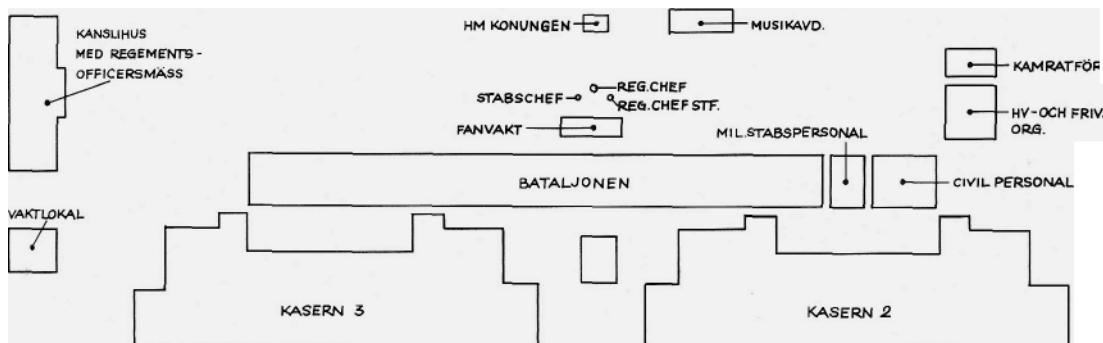 KANSLIHUS
MED REGEMENTS-
OFFICERSMÄSS
HM KONUNGEN
MUSIKAVD.
KAMRATFÖR
REG.CHEF
STABSCHEF
REG.CHEF STF.
HV-OCH FRIV.
ORG.
FANVAKT
MIL.STABSPERSONAL
BATALJONEN
CIVIL PERSONAL
VAKTLOKAL
KASERN 3
KASERN 2